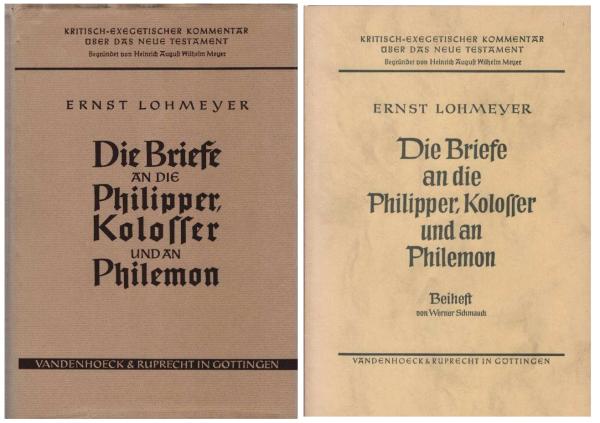 KRITISCH-EXEGETISCHER KOMMENTAR
ÜBER DAS NEUE TESTAMENT
Begründet von Heinrich August Wilhelm Meyer
ERNST LOHMEYER
Die Briefe
AN DIE
Philipper,
Kolosser
UND AN
Philemon
VANDENHOECK & RUPRECHT IN GÖTTINGEN
KRITISCH-EXEGETISCHER KOMMENTAR
ÜBER DAS NEUE TESTAMENT
Begründet von Heinrich August Wilhelm Meyer
ERNST LOHMEYER
Die Briefe
an die
Philipper, Kolosser
und an
Philemon
Beiheft
von Werner Schmauch
VANDENHOECK & RUPRECHT IN GÖTTINGEN